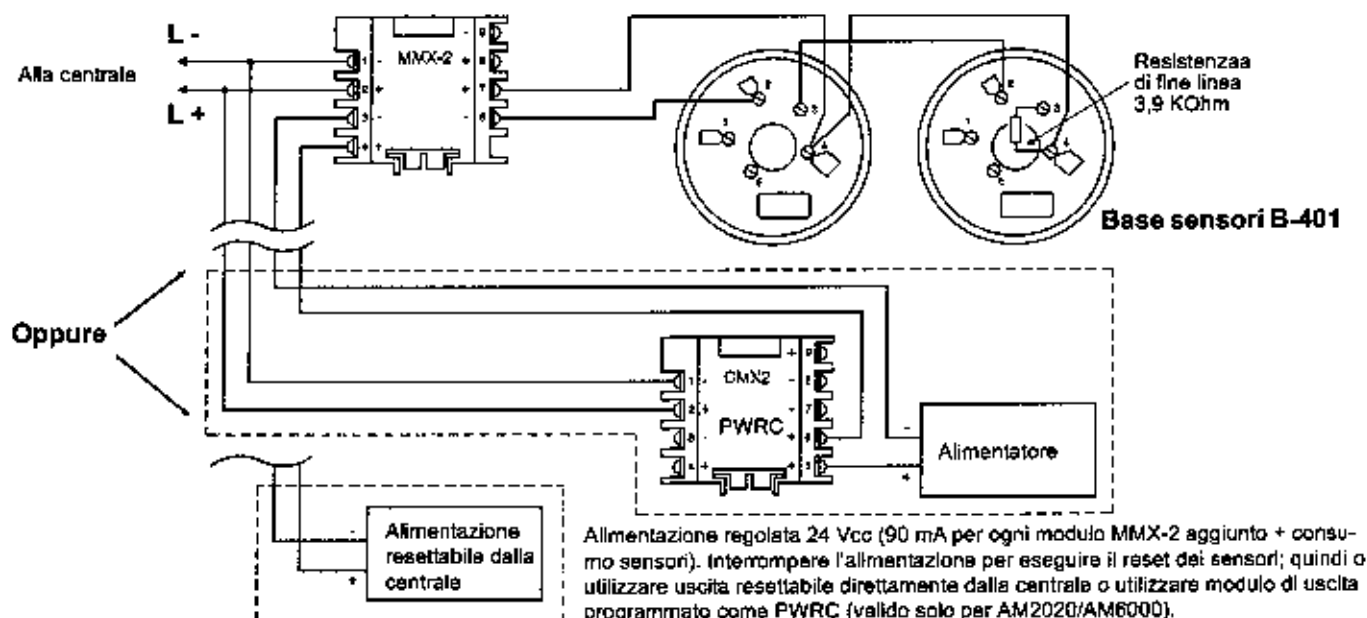 L -
Alla centrale
L +
MMX-2
Resistenzaa
di fine linea
3,9 KOhm
Base sensori B-401
Oppure
CMX2
PWRC
Alimentatore
Alimentazione
resettabile dalla
centrale
Alimentazione regolata 24 Vcc (90 mA per ogni modulo MMX-2 aggiunto + consu-
mo sensori). Interrompere l'alimentazione per eseguire il reset dei sensori; quindi o
utilizzare uscita resettabile direttamente dalla centrale o utilizzare modulo di uscita
programmato come PWRC (valido solo per AM2020/AM6000).